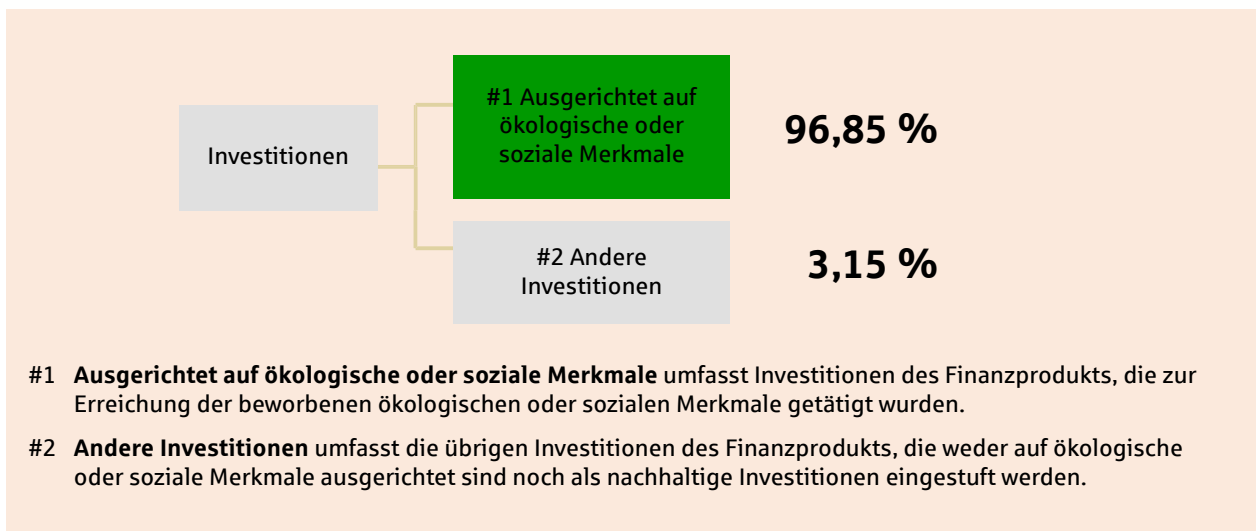 #1 Ausgerichtet auf
ökologische oder
soziale Merkmale
96,85 %
Investitionen
#2 Andere
Investitionen
3,15 %
#1 Ausgerichtet auf ökologische oder soziale Merkmale umfasst Investitionen des Finanzprodukts, die zur
Erreichung der beworbenen ökologischen oder sozialen Merkmale getätigt wurden.
#2 Andere Investitionen umfasst die übrigen Investitionen des Finanzprodukts, die weder auf ökologische
oder soziale Merkmale ausgerichtet sind noch als nachhaltige Investitionen eingestuft werden.